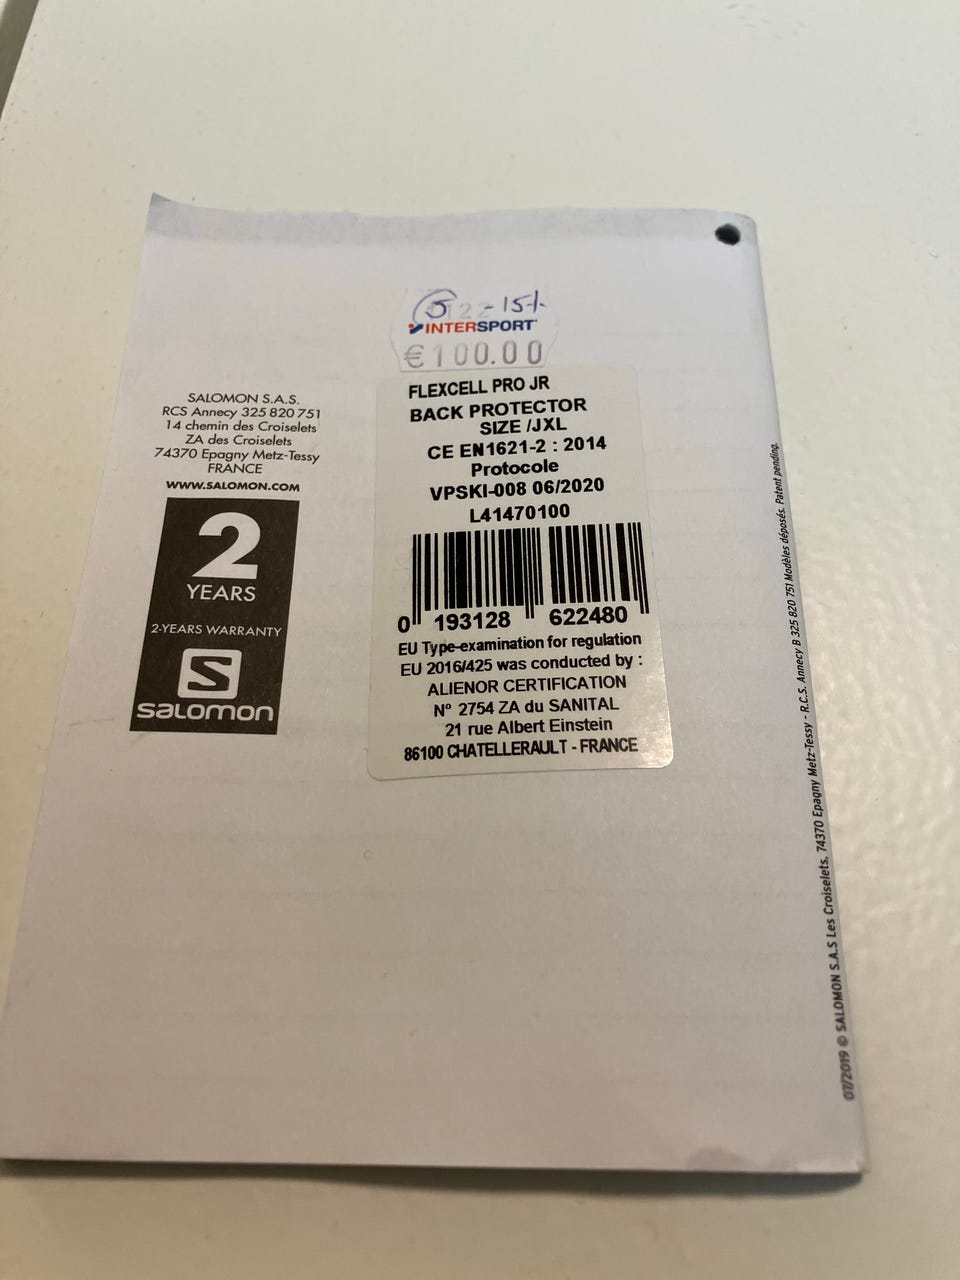 -15%
INTERSPORT
€100.00
SALOMON S.A.S.
RCS Annecy 325 820 751
14 chemin des Croiselets
ZA des Croiselets
74370 Epagny Metz-Tessy
FRANCE
WWW.SALOMON.COM
2
YEARS
2-YEARS WARRANTY
S
SALOMON
FLEXCELL PRO JR
BACK PROTECTOR
SIZE /JXL
CE EN1621-2 : 2014
Protocole
VPSKI-008 06/2020
L41470100
0 193128 622480
EU Type-examination for regulation
EU 2016/425 was conducted by :
ALIENOR CERTIFICATION
N° 2754 ZA du SANITAL
21 rue Albert Einstein
86100 CHATELLERAULT - FRANCE
07/2019 © SALOMON S.A.S Les Croiselets, 74370 Epagny Metz-Tessy - R.C.S. Annecy B 325 820 751 Modèles déposés. Patent pending.